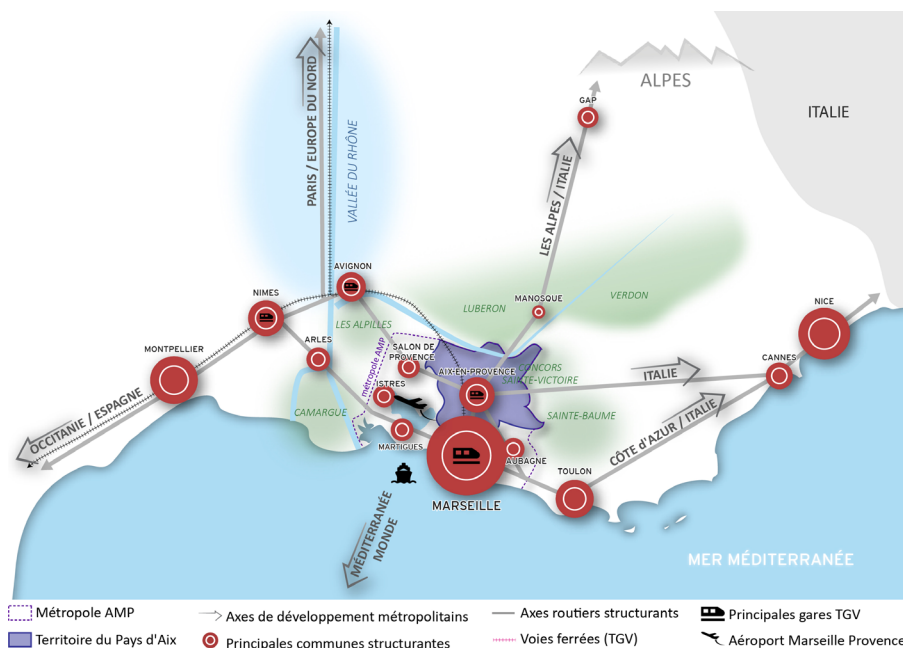 ALPES
ITALIE
GAP
PARIS / EUROPE DU NORD
VALLÉE DU RHÔNE
LES ALPES / ITALIE
AVIGNON
NIMES
LUBERON
VERDON
MANOSQUE
NICE
LES ALPILLES
ARLES
MONTPELLIER
métropole AMP
SALON DE
PROVENCE
AIX-EN-PROVENCE
CONCORS
SAINTE-VICTOIRE
ITALIE
CANNES
ISTRES
CAMARGUE
SAINTE-BAUME
OCCITANIE / ESPAGNE
MARTIGUES
AUBAGNE
CÔTE d'AZUR / ITALIE
TOULON
MARSEILLE
MÉDITERRANÉE
MONDE
MER MÉDITERRANÉE
Métropole AMP
Axes de développement métropolitains
Axes routiers structurants
Principales gares TGV
Territoire du Pays d'Aix
Principales communes structurantes
Voies ferrées (TGV)
Aéroport Marseille Provence